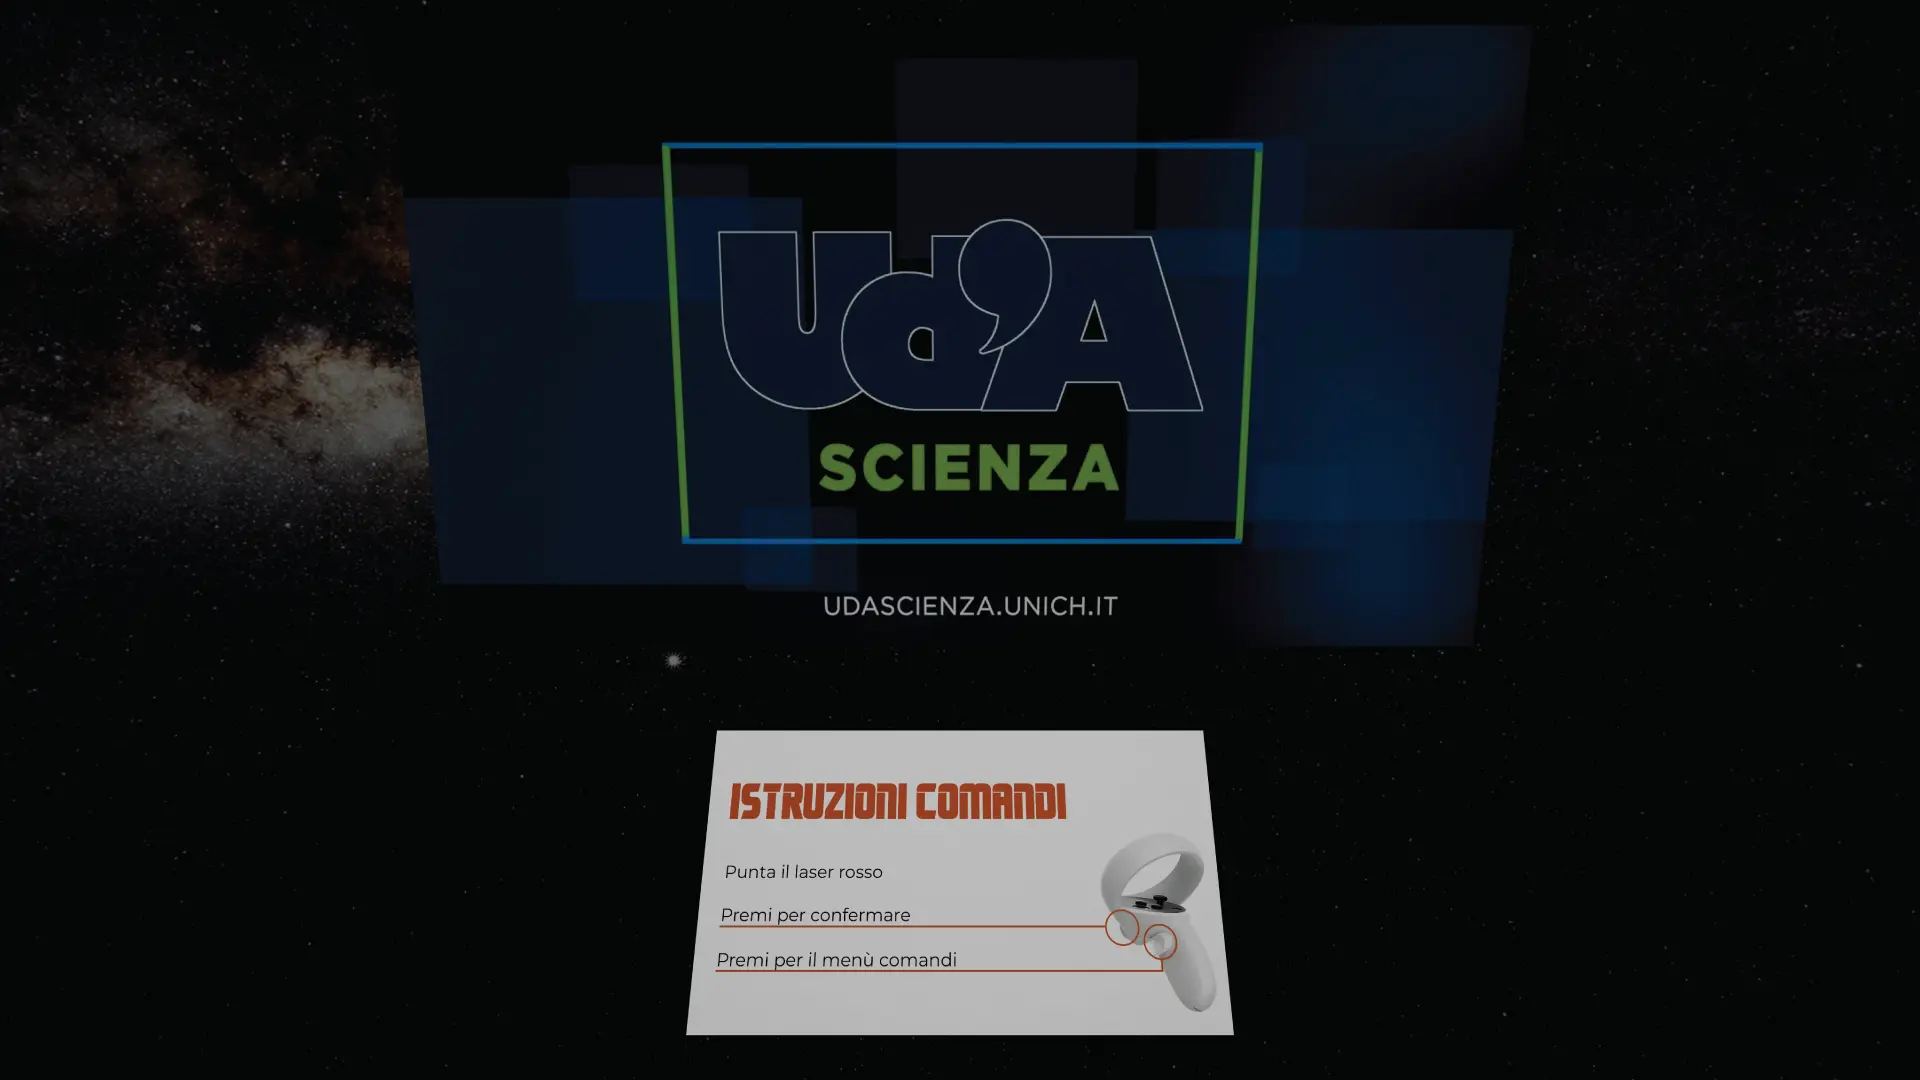 Ud'A
SCIENZA
UDASCIENZA.UNICH.IT
ISTRUZIONI COMANDI
Punta il laser rosso
Premi per confermare
Premi per il menù comandi